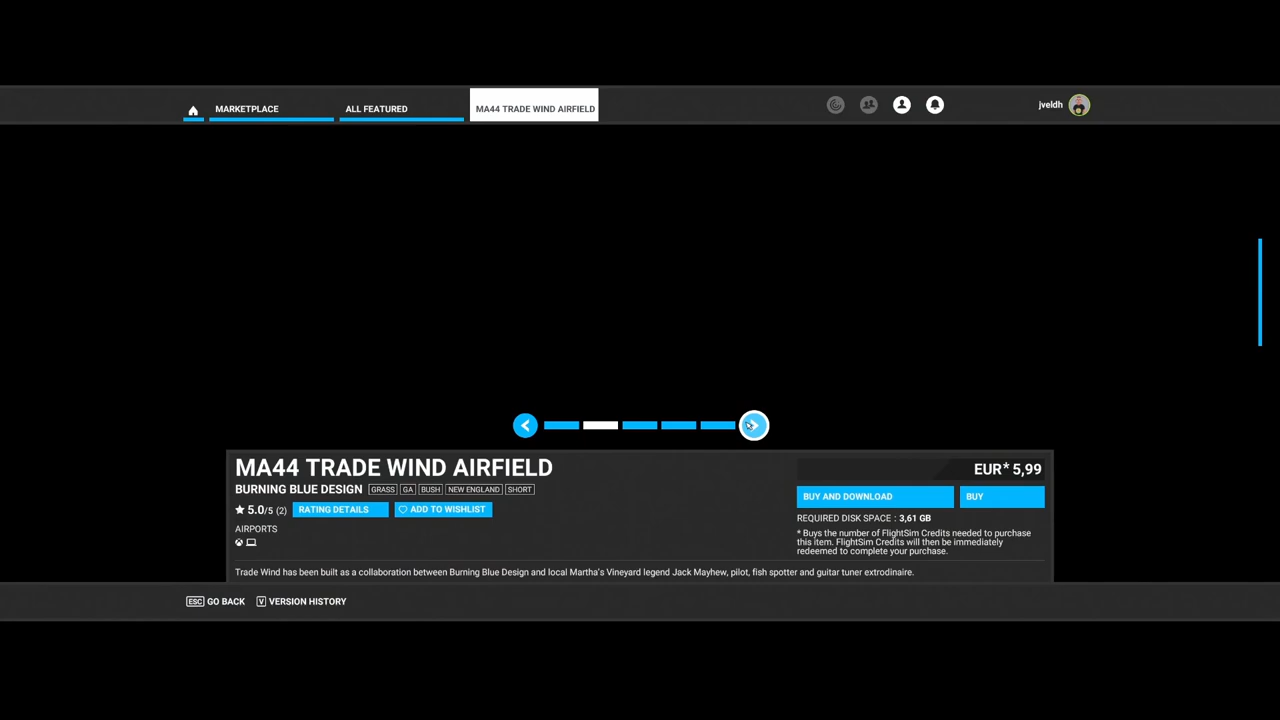 MARKETPLACE
ALL FEATURED
MA44 TRADE WIND AIRFIELD
jveldh
MA44 TRADE WIND AIRFIELD
BURNING BLUE DESIGN GRASS GA BUSH NEW ENGLAND SHORT
5.0/5 (2) RATING DETAILS ADD TO WISHLIST
AIRPORTS
EUR* 5,99
BUY AND DOWNLOAD BUY
REQUIRED DISK SPACE : 3,61 GB
* Buys the number of FlightSim Credits needed to purchase
this item. FlightSim Credits will then be immediately
redeemed to complete your purchase.
Trade Wind has been built as a collaboration between Burning Blue Design and local Martha's Vineyard legend Jack Mayhew, pilot, fish spotter and guitar tuner extrodinaire.
ESC GO BACK V VERSION HISTORY